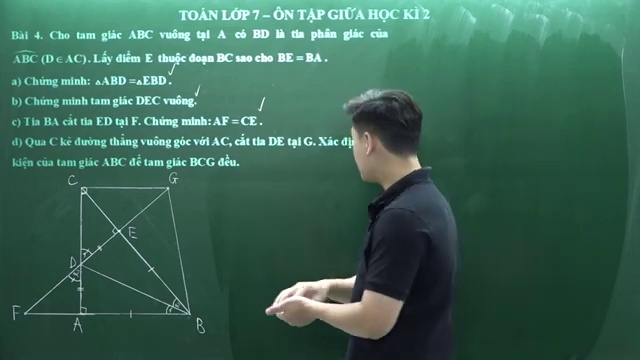 TOÁN LỚP 7 – ÔN TẬP GIỮA HỌC KÌ 2
Bài 4. Cho tam giác ABC vuông tại A có BD là tia phân giác của
ABC (D ∈ AC). Lấy điểm E thuộc đoạn BC sao cho BE = BA.
a) Chứng minh: △ABD = △EBD.
b) Chứng minh tam giác DEC vuông.
c) Tia BA cắt tia ED tại F. Chứng minh: AF = CE.
d) Qua C kẻ đường thẳng vuông góc với AC, cắt tia DE tại G. Xác
kiện của tam giác ABC để tam giác BCG đều.
C G
E
D
F A B